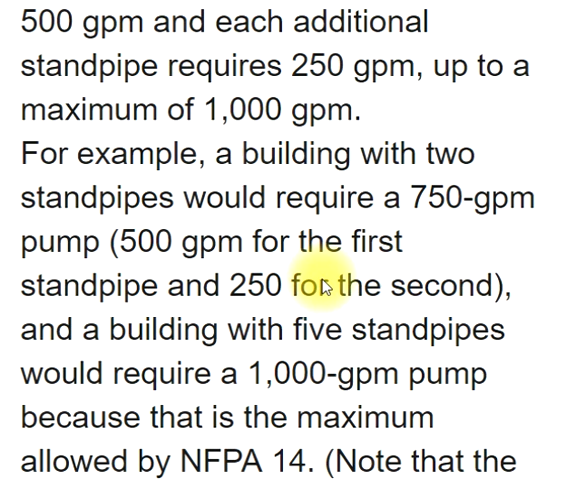 500 gpm and each additional
standpipe requires 250 gpm, up to a
maximum of 1,000 gpm.
For example, a building with two
standpipes would require a 750-gpm
pump (500 gpm for the first
standpipe and 250 for the second),
and a building with five standpipes
would require a 1,000-gpm pump
because that is the maximum
allowed by NFPA 14. (Note that the